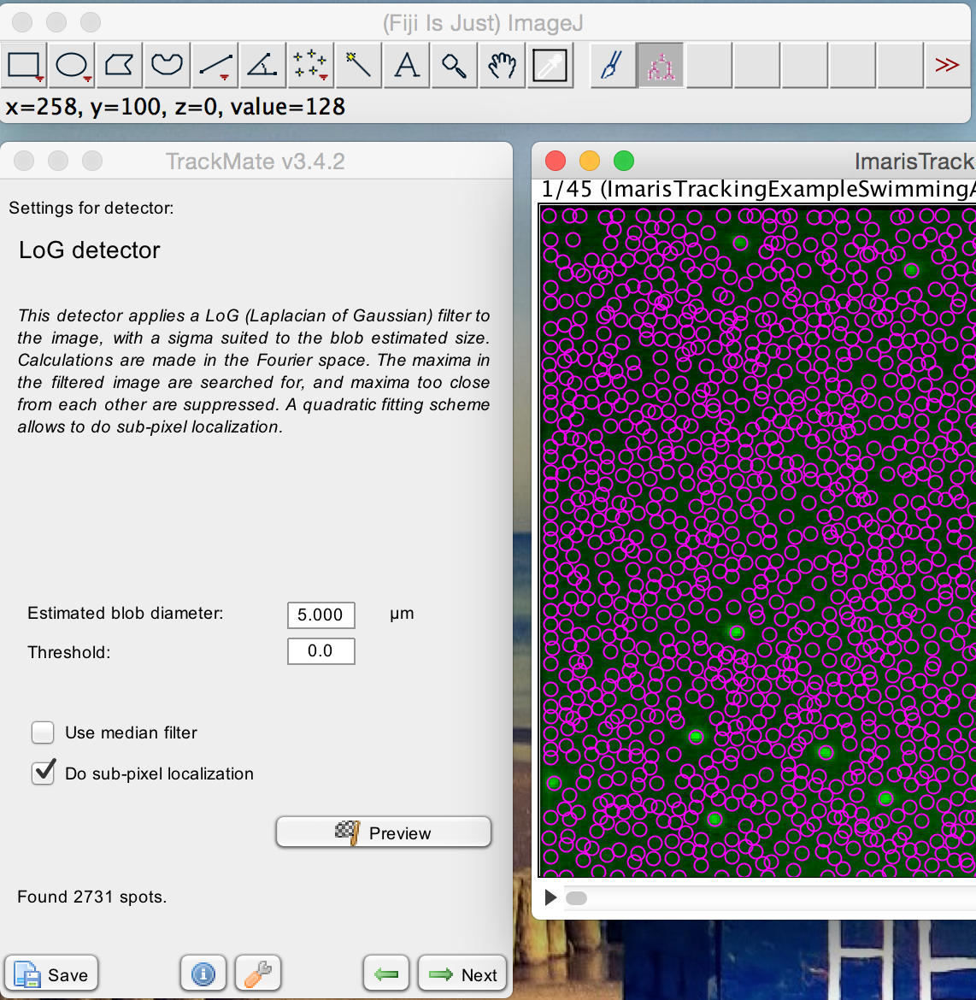 (Fiji Is Just) ImageJ
A
x=258, y=100, z=0, value=128
TrackMate v3.4.2
ImarisTrack
1/45 (ImarisTrackingExampleSwimmingA
Settings for detector:
LoG detector
This detector applies a LoG (Laplacian of Gaussian) filter to
the image, with a sigma suited to the blob estimated size.
Calculations are made in the Fourier space. The maxima in
the filtered image are searched for, and maxima too close
from each other are suppressed. A quadratic fitting scheme
allows to do sub-pixel localization.
Estimated blob diameter: 5.000 µm
Threshold: 0.0
Use median filter
Do sub-pixel localization
Preview
Found 2731 spots.
Save
Next